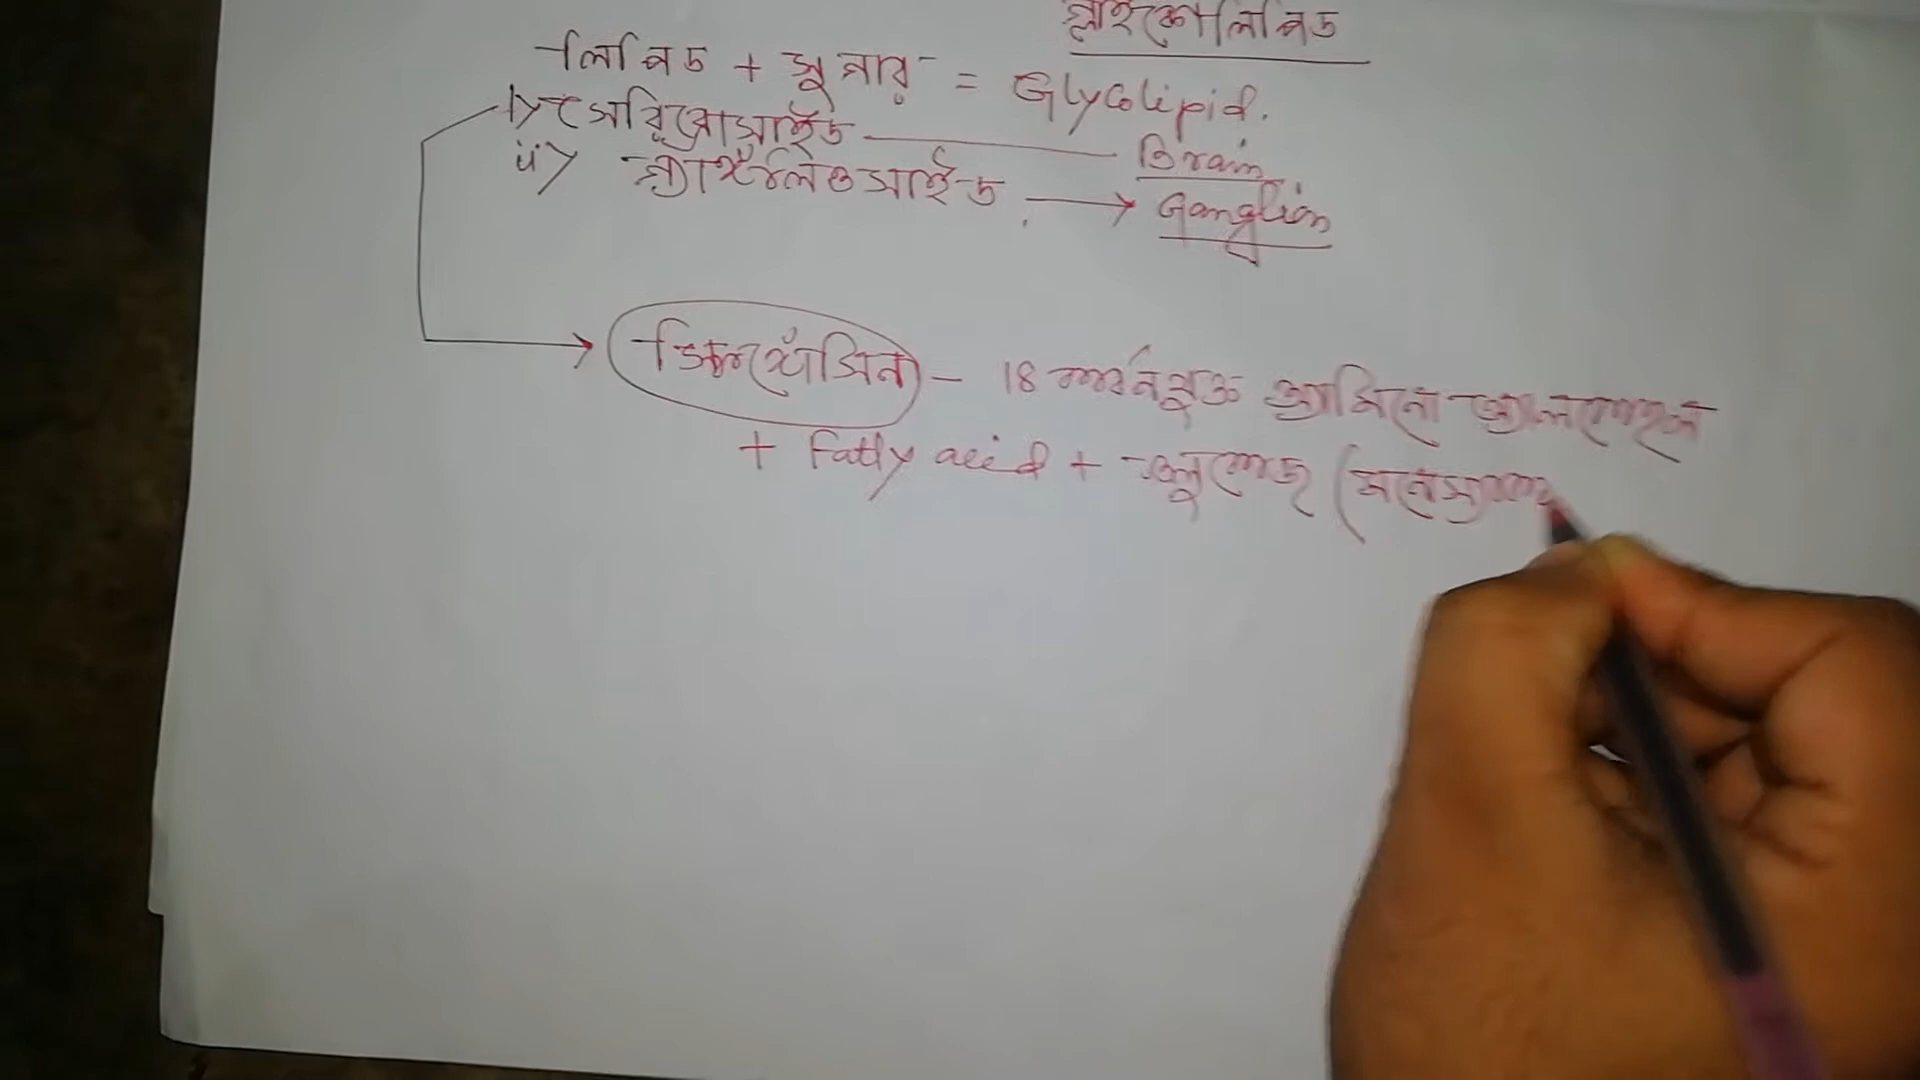 গ্লাইকোলিপিড
লিপিড + সুগার = Glycolipid.
i> সেরিব্রোসাইড — Brain
ii> গ্যাংলিওসাইড → Ganglion
→ স্ফিংগোসিন – 18 কার্বনযুক্ত অ্যামিনো অ্যালকোহল
+ Fatty acid + গ্লুকোজ (মনোস্যাকা